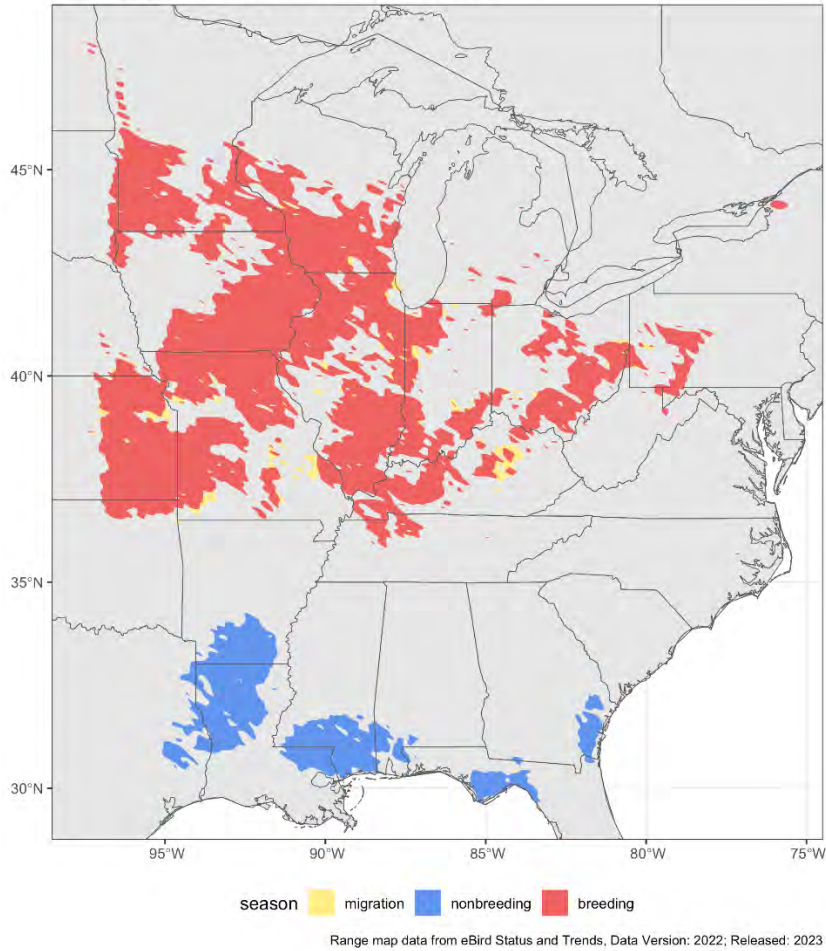 45°N
40°N
35°N
30°N
95°W 90°W 85°W 80°W 75°W
season migration nonbreeding breeding
Range map data from eBird Status and Trends, Data Version: 2022; Released: 2023